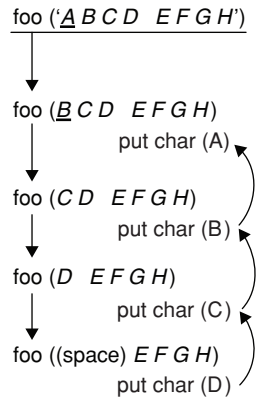 foo (‘A B C D E F G H’)
foo (B C D E F G H)
put char (A)
foo (C D E F G H)
put char (B)
foo (D E F G H)
put char (C)
foo ((space) E F G H)
put char (D)